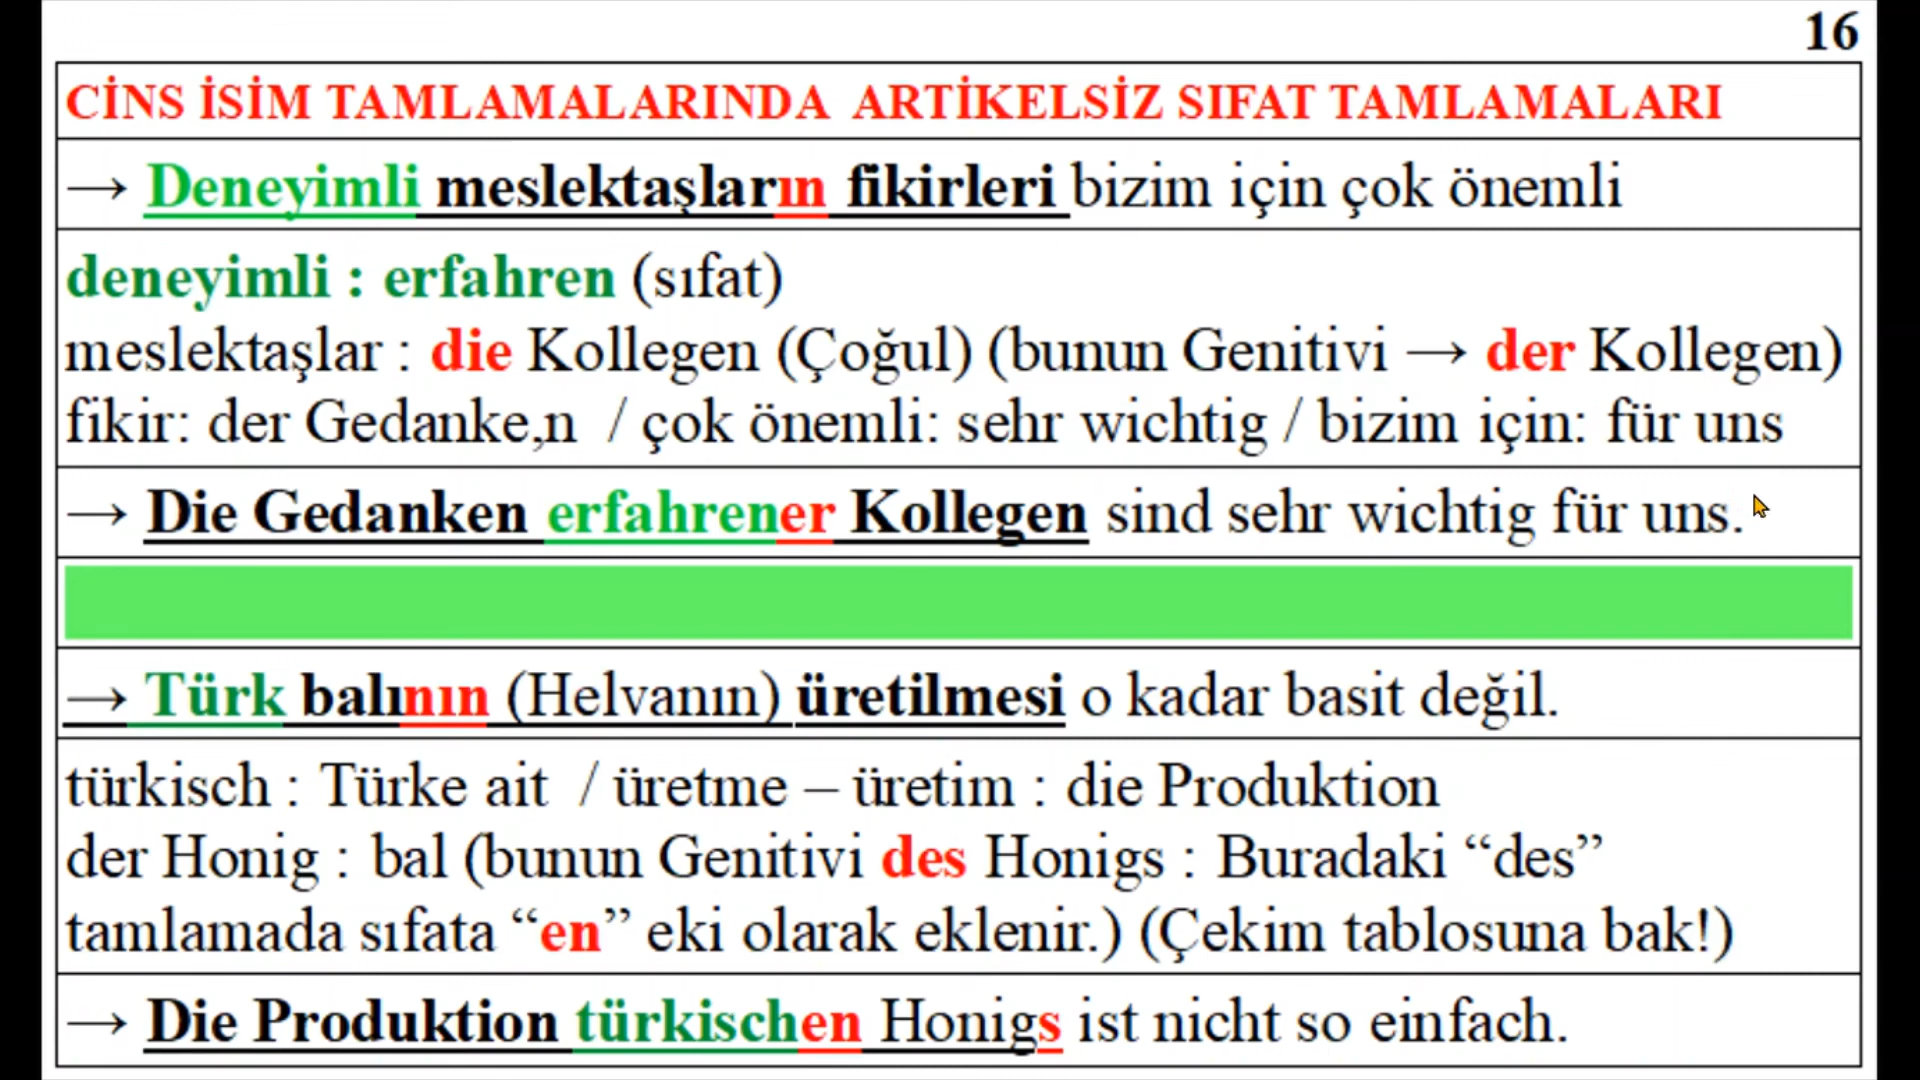 16
CİNS İSİM TAMLAMALARINDA ARTİKELSİZ SIFAT TAMLAMALARI
→ Deneyimli meslektaşların fikirleri bizim için çok önemli
deneyimli : erfahren (sıfat)
meslektaşlar : die Kollegen (Çoğul) (bunun Genitivi → der Kollegen)
fikir: der Gedanke,n / çok önemli: sehr wichtig / bizim için: für uns
→ Die Gedanken erfahrener Kollegen sind sehr wichtig für uns.
→ Türk balının (Helvanın) üretilmesi o kadar basit değil.
türkisch : Türke ait / üretme – üretim : die Produktion
der Honig : bal (bunun Genitivi des Honigs : Buradaki “des”
tamlamada sıfata “en” eki olarak eklenir.) (Çekim tablosuna bak!)
→ Die Produktion türkischen Honigs ist nicht so einfach.